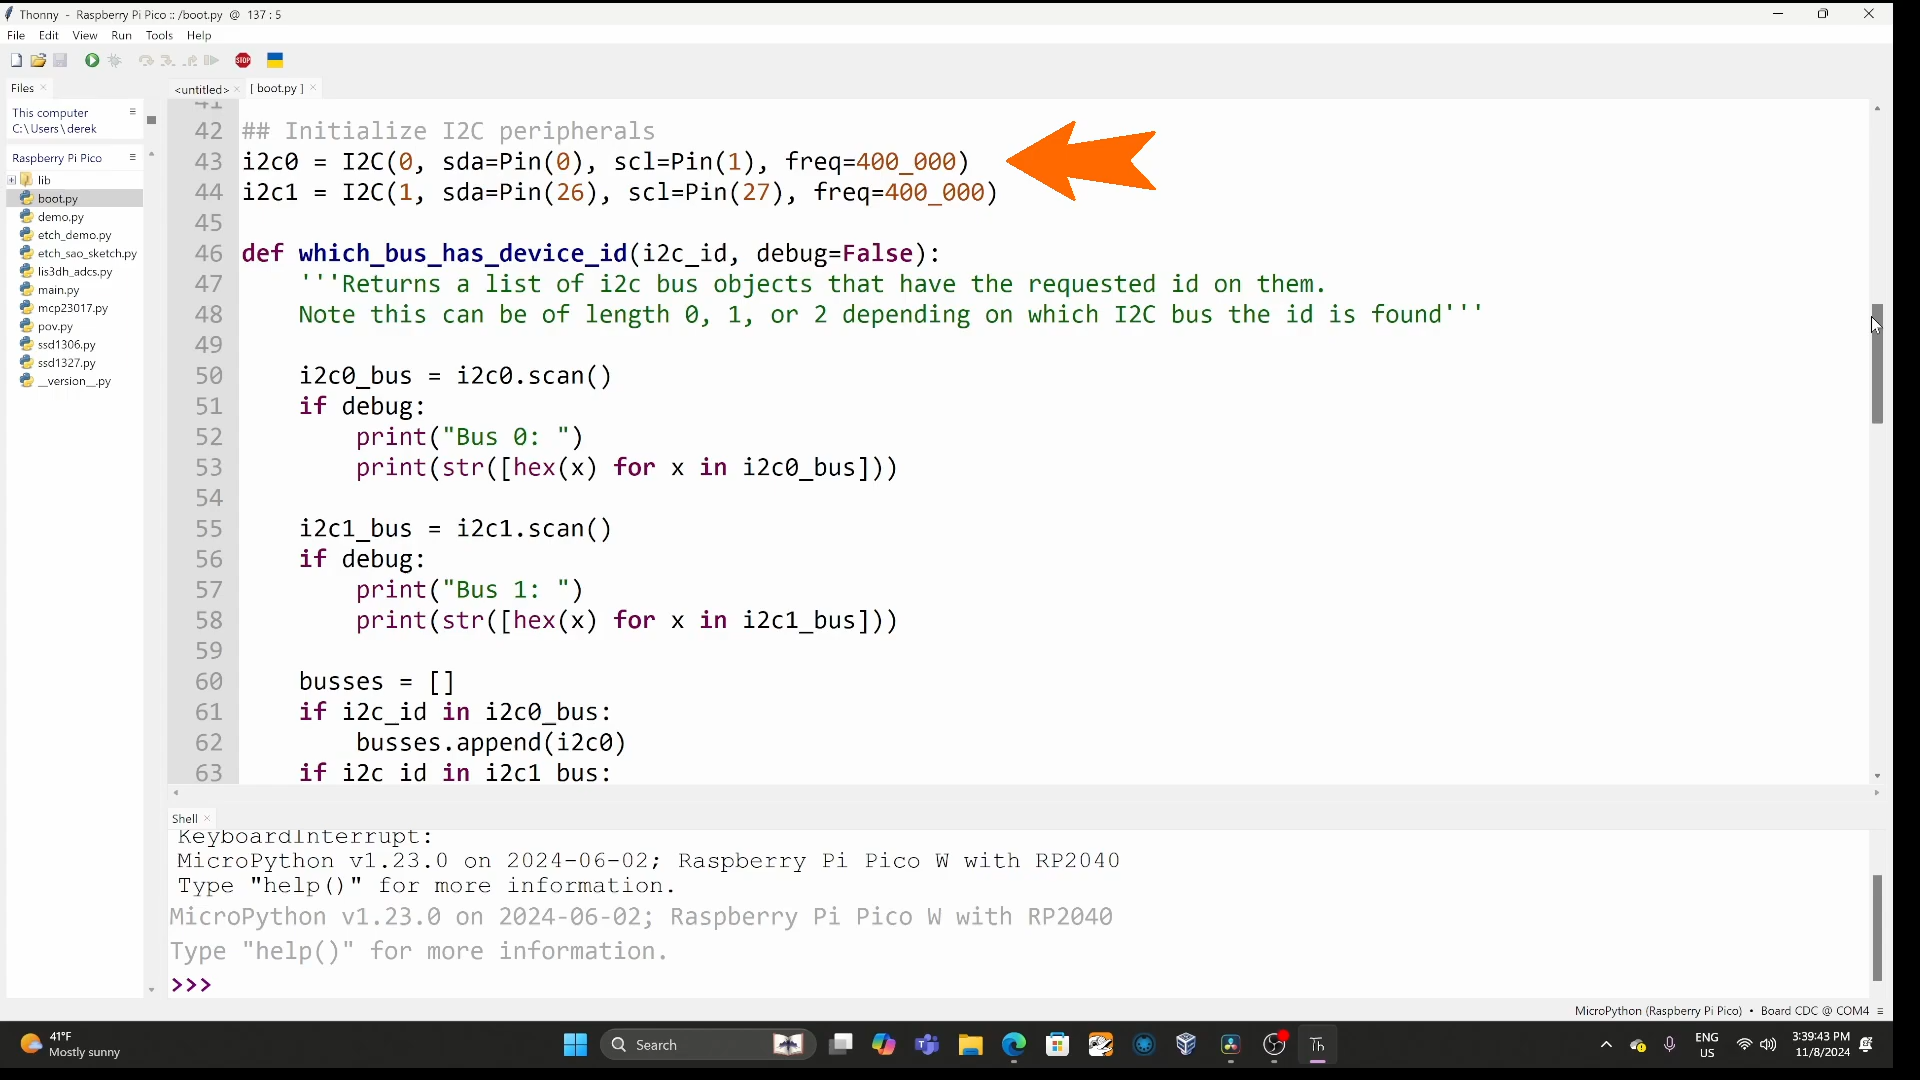 Thonny - Raspberry Pi Pico :: /boot.py @ 137 : 5
File Edit View Run Tools Help
STOP
Files
<untitled> [ boot.py ]
This computer
C:\Users\derek
Raspberry Pi Pico
lib
boot.py
demo.py
etch_demo.py
etch_sao_sketch.py
lis3dh_adcs.py
main.py
mcp23017.py
pov.py
ssd1306.py
ssd1327.py
__version__.py
41
42 ## Initialize I2C peripherals
43 i2c0 = I2C(0, sda=Pin(0), scl=Pin(1), freq=400_000)
44 i2c1 = I2C(1, sda=Pin(26), scl=Pin(27), freq=400_000)
45
46 def which_bus_has_device_id(i2c_id, debug=False):
47 '''Returns a list of i2c bus objects that have the requested id on them.
48 Note this can be of length 0, 1, or 2 depending on which I2C bus the id is found'''
49
50 i2c0_bus = i2c0.scan()
51 if debug:
52 print("Bus 0: ")
53 print(str([hex(x) for x in i2c0_bus]))
54
55 i2c1_bus = i2c1.scan()
56 if debug:
57 print("Bus 1: ")
58 print(str([hex(x) for x in i2c1_bus]))
59
60 busses = []
61 if i2c_id in i2c0_bus:
62 busses.append(i2c0)
63 if i2c_id in i2c1_bus:
Shell
KeyboardInterrupt:
MicroPython v1.23.0 on 2024-06-02; Raspberry Pi Pico W with RP2040
Type "help()" for more information.
MicroPython v1.23.0 on 2024-06-02; Raspberry Pi Pico W with RP2040
Type "help()" for more information.
>>>
MicroPython (Raspberry Pi Pico) • Board CDC @ COM4
41°F
Mostly sunny
Search
Th
ENG
US
3:39:43 PM
11/8/2024